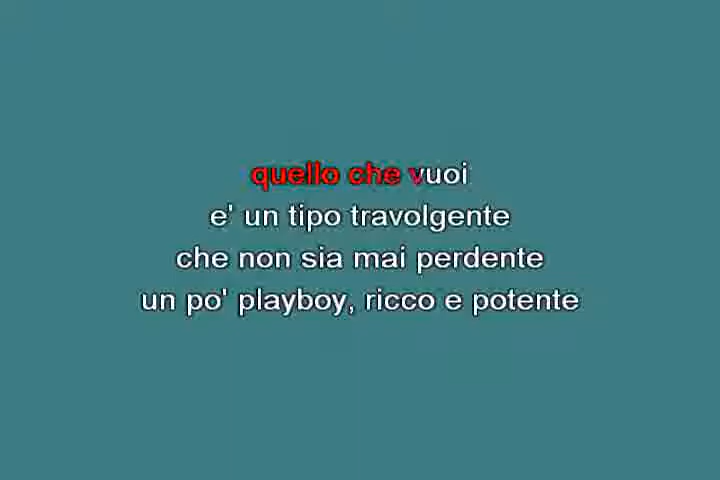 quello che vuoi
e' un tipo travolgente
che non sia mai perdente
un po' playboy, ricco e potente